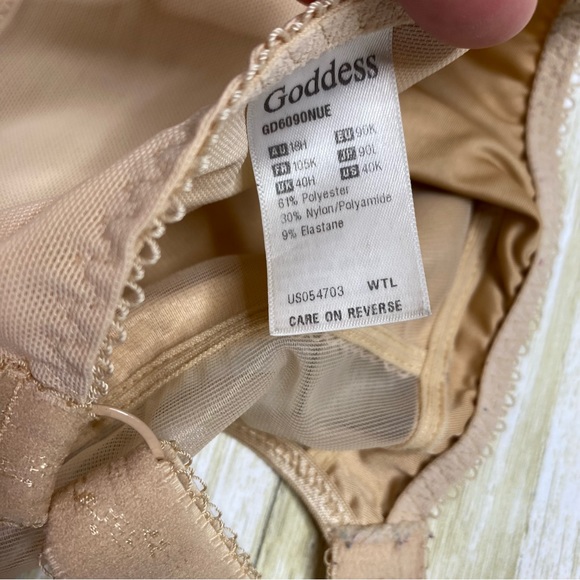 Goddess
GD6090NUE
AU 18H EU 90K
FR 105K JP 90L
UK 40H US 40K
61% Polyester
30% Nylon/Polyamide
9% Elastane
US054703 WTL
CARE ON REVERSE